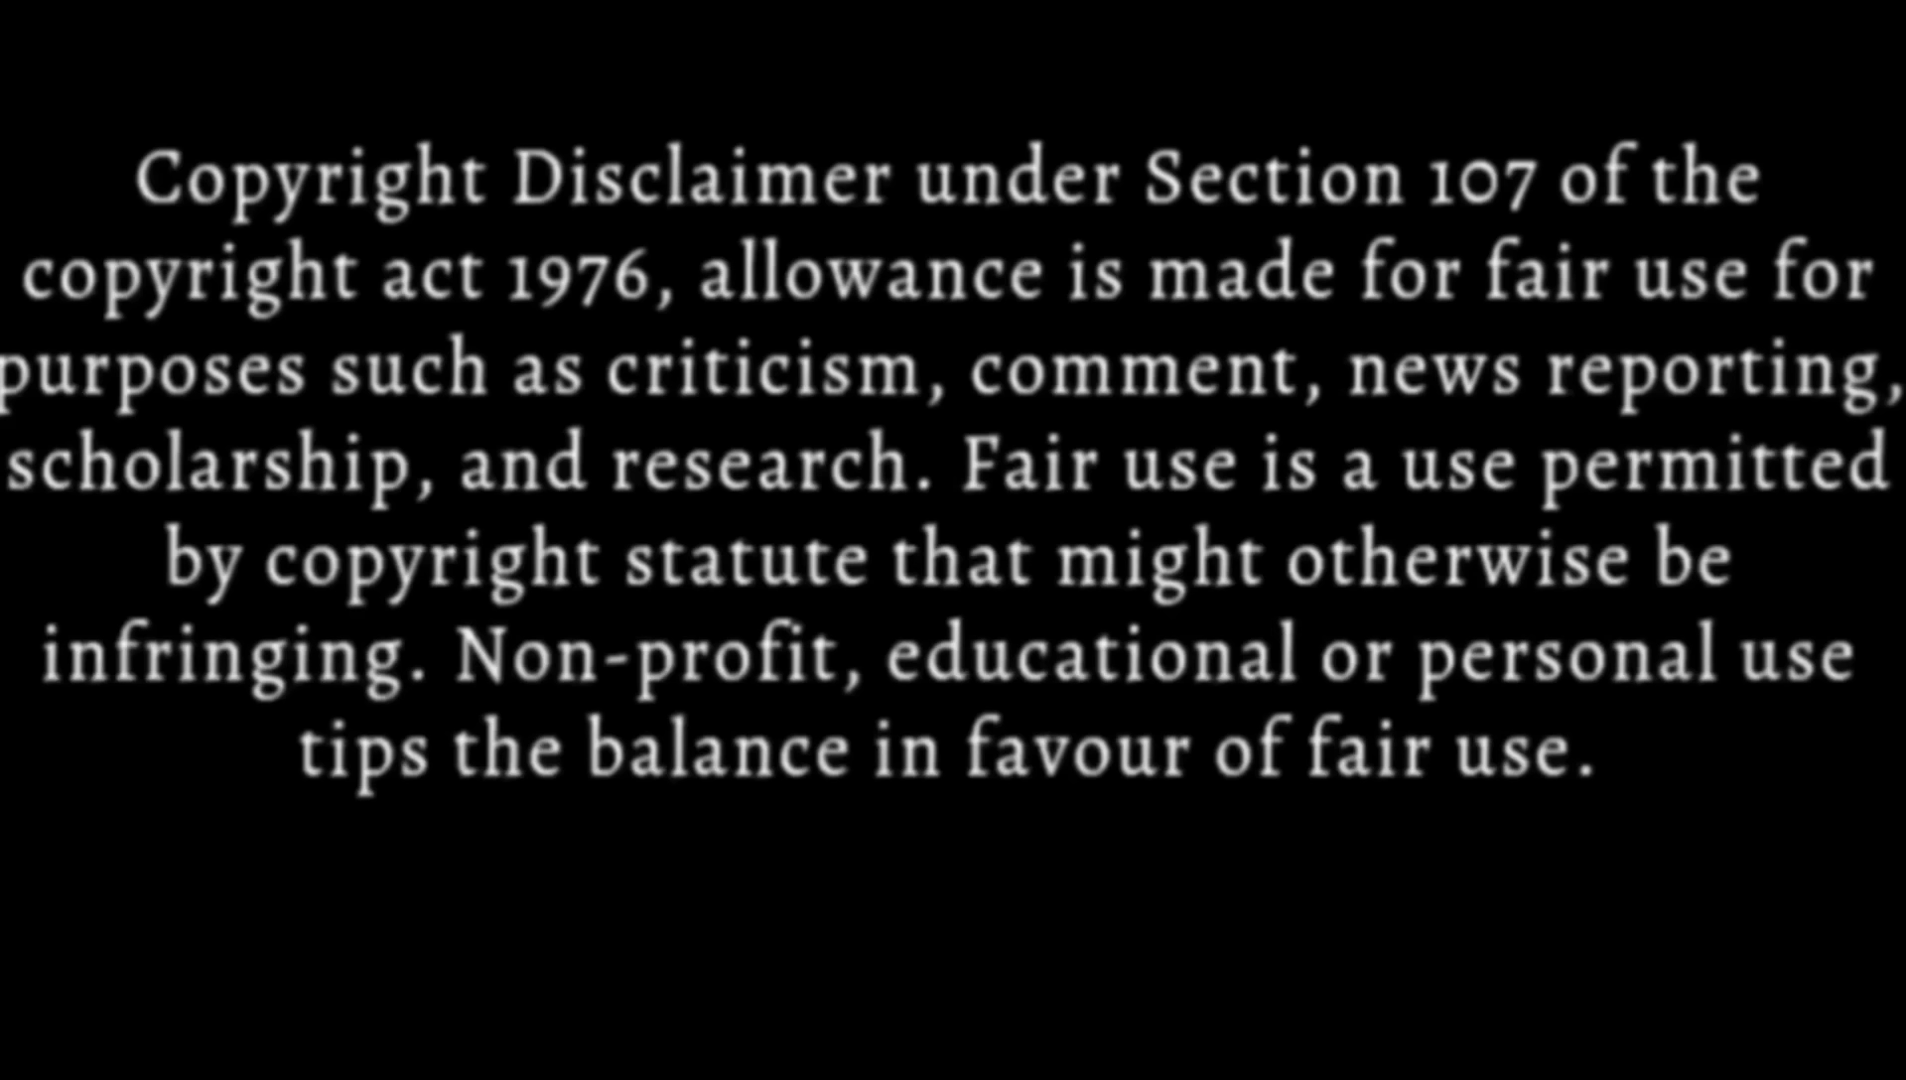 Copyright Disclaimer under Section 107 of the
copyright act 1976, allowance is made for fair use for
purposes such as criticism, comment, news reporting,
scholarship, and research. Fair use is a use permitted
by copyright statute that might otherwise be
infringing. Non-profit, educational or personal use
tips the balance in favour of fair use.